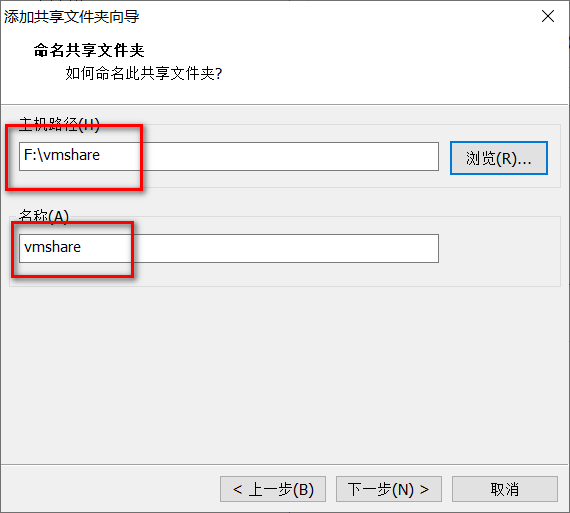 添加共享文件夹向导
命名共享文件夹
如何命名此共享文件夹?
主机路径(H)
F:\vmshare
浏览(R)...
名称(A)
vmshare
< 上一步(B)
下一步(N) >
取消